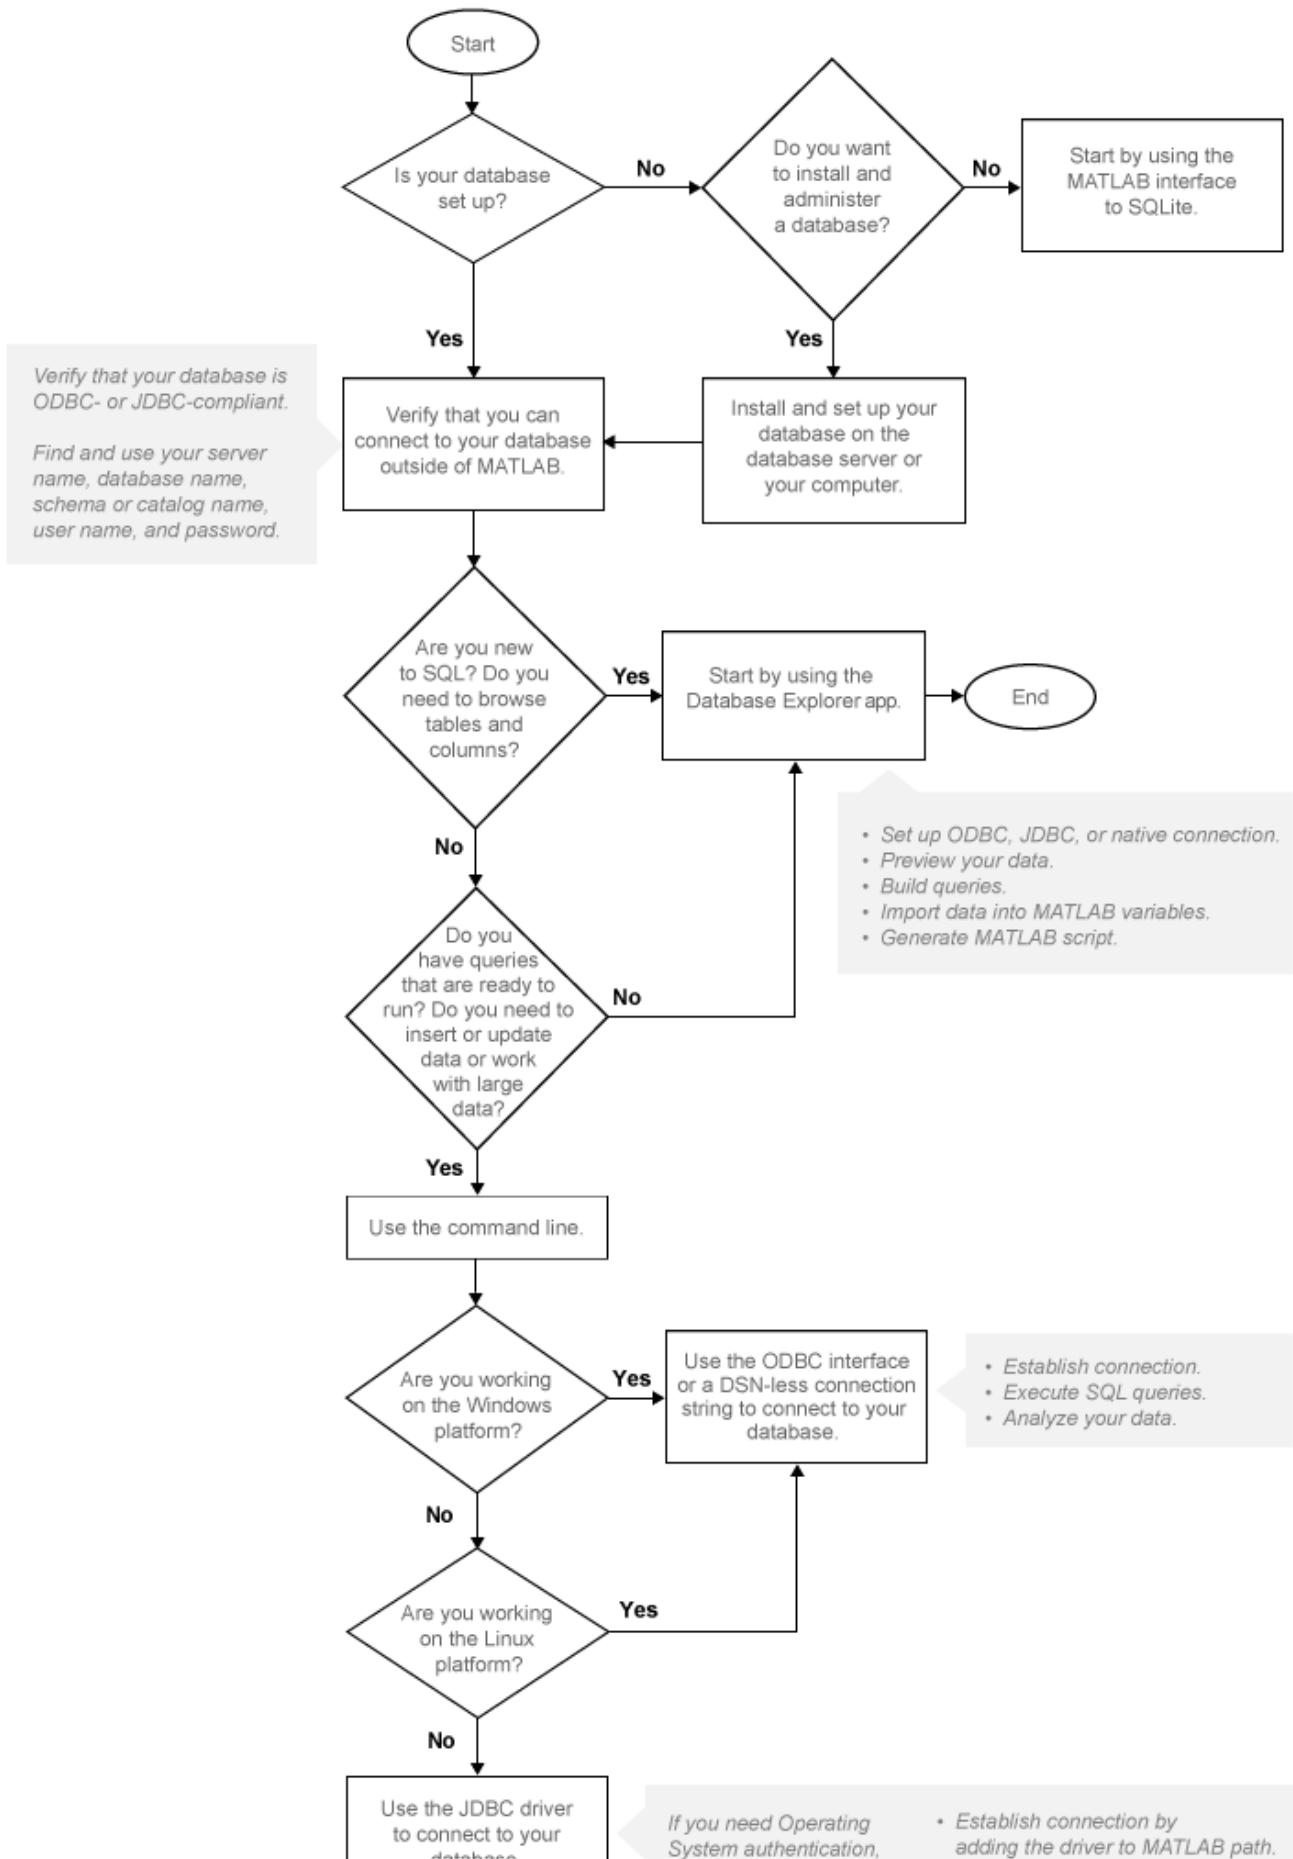 Start
Is your database
set up?
No
Do you want
to install and
administer
a database?
No
Start by using the
MATLAB interface
to SQLite.
Yes
Yes
Verify that your database is
ODBC- or JDBC-compliant.
Find and use your server
name, database name,
schema or catalog name,
user name, and password.
Verify that you can
connect to your database
outside of MATLAB.
Install and set up your
database on the
database server or
your computer.
Are you new
to SQL? Do you
need to browse
tables and
columns?
Yes
Start by using the
Database Explorer app.
End
No
• Set up ODBC, JDBC, or native connection.
• Preview your data.
• Build queries.
• Import data into MATLAB variables.
• Generate MATLAB script.
Do you
have queries
that are ready to
run? Do you need to
insert or update
data or work
with large
data?
No
Yes
Use the command line.
Are you working
on the Windows
platform?
Yes
Use the ODBC interface
or a DSN-less connection
string to connect to your
database.
• Establish connection.
• Execute SQL queries.
• Analyze your data.
No
Are you working
on the Linux
platform?
Yes
No
Use the JDBC driver
to connect to your
database.
If you need Operating
System authentication,
• Establish connection by
adding the driver to MATLAB path.